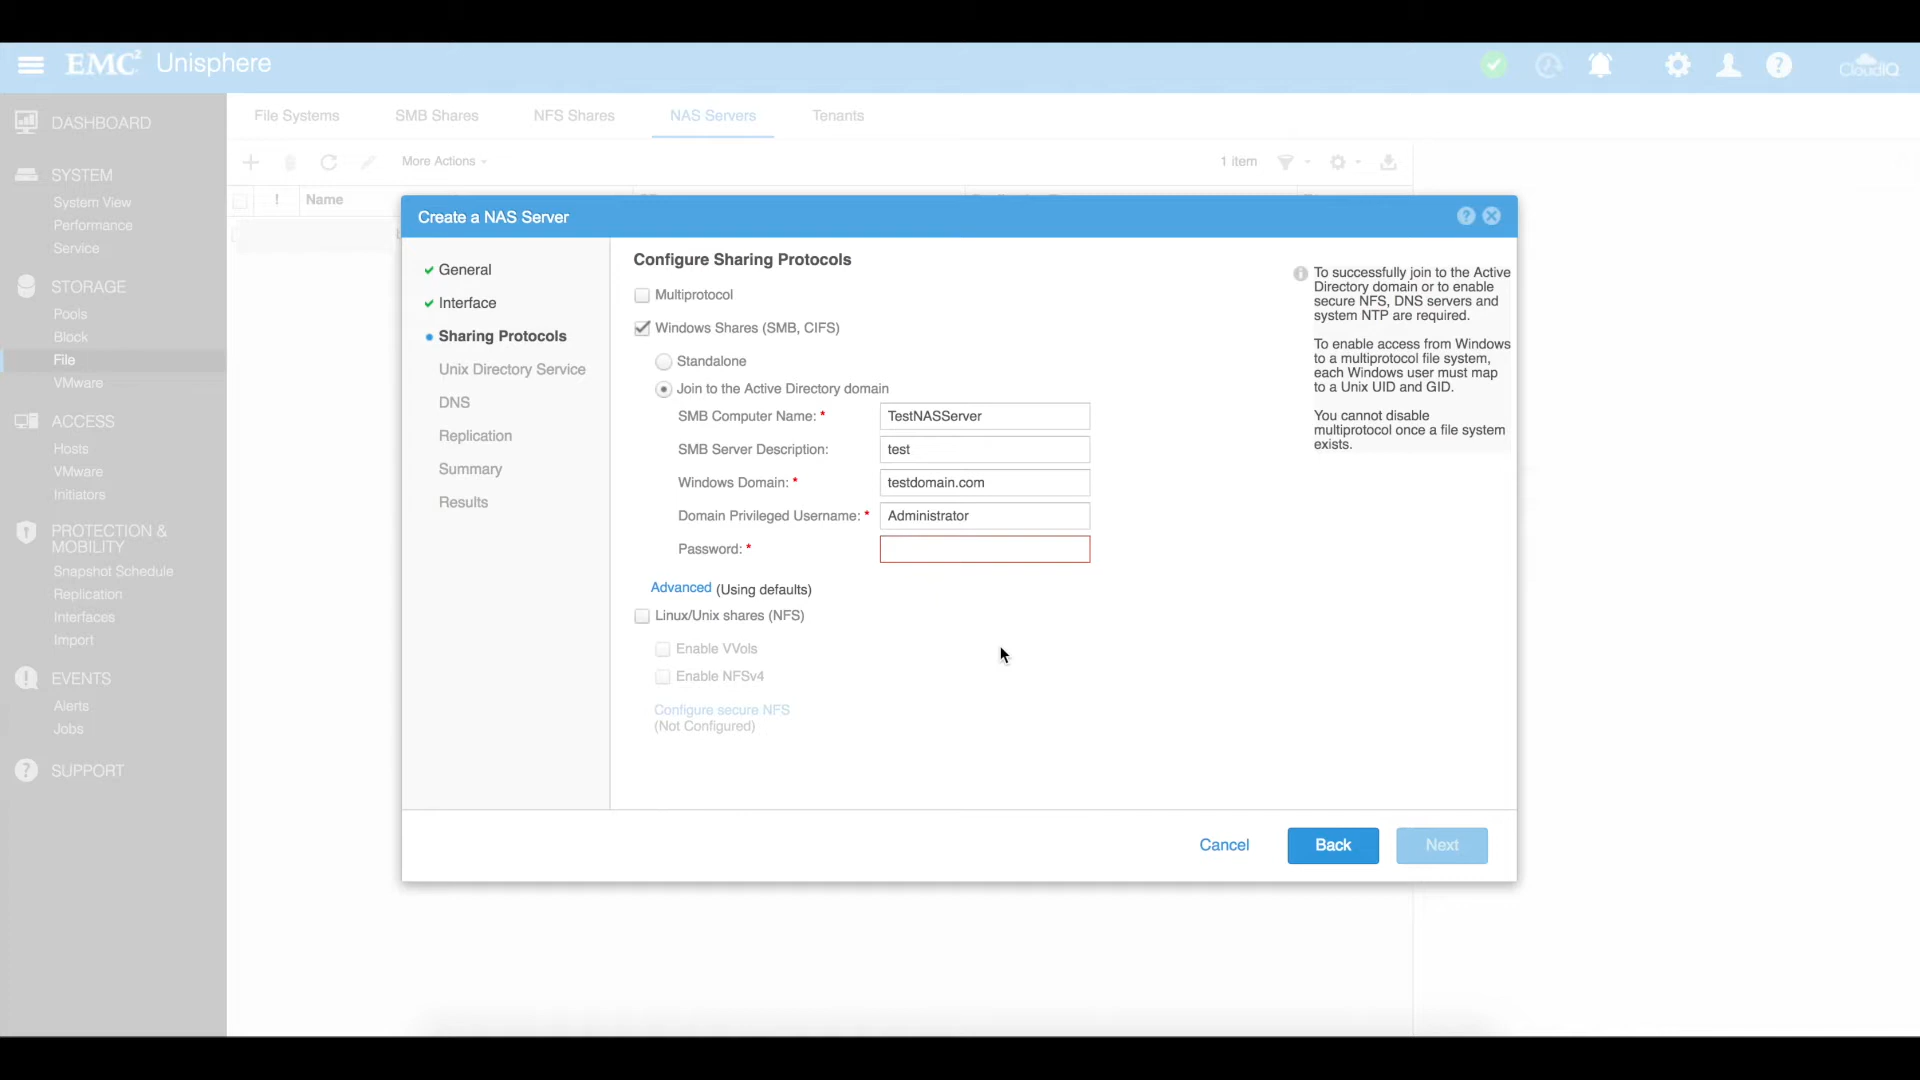 EMC² Unisphere
CloudIQ
DASHBOARD
SYSTEM
System View
Performance
Service
STORAGE
Pools
Block
File
VMware
ACCESS
Hosts
VMware
Initiators
PROTECTION &
MOBILITY
Snapshot Schedule
Replication
Interfaces
Import
EVENTS
Alerts
Jobs
SUPPORT
File Systems SMB Shares NFS Shares NAS Servers Tenants
More Actions 1 item
! Name
Create a NAS Server
General
Interface
Sharing Protocols
Unix Directory Service
DNS
Replication
Summary
Results
Configure Sharing Protocols
Multiprotocol
Windows Shares (SMB, CIFS)
Standalone
Join to the Active Directory domain
SMB Computer Name: * TestNASServer
SMB Server Description: test
Windows Domain: * testdomain.com
Domain Privileged Username: * Administrator
Password: *
Advanced (Using defaults)
Linux/Unix shares (NFS)
Enable VVols
Enable NFSv4
Configure secure NFS
(Not Configured)
To successfully join to the Active
Directory domain or to enable
secure NFS, DNS servers and
system NTP are required.
To enable access from Windows
to a multiprotocol file system,
each Windows user must map
to a Unix UID and GID.
You cannot disable
multiprotocol once a file system
exists.
Cancel Back Next